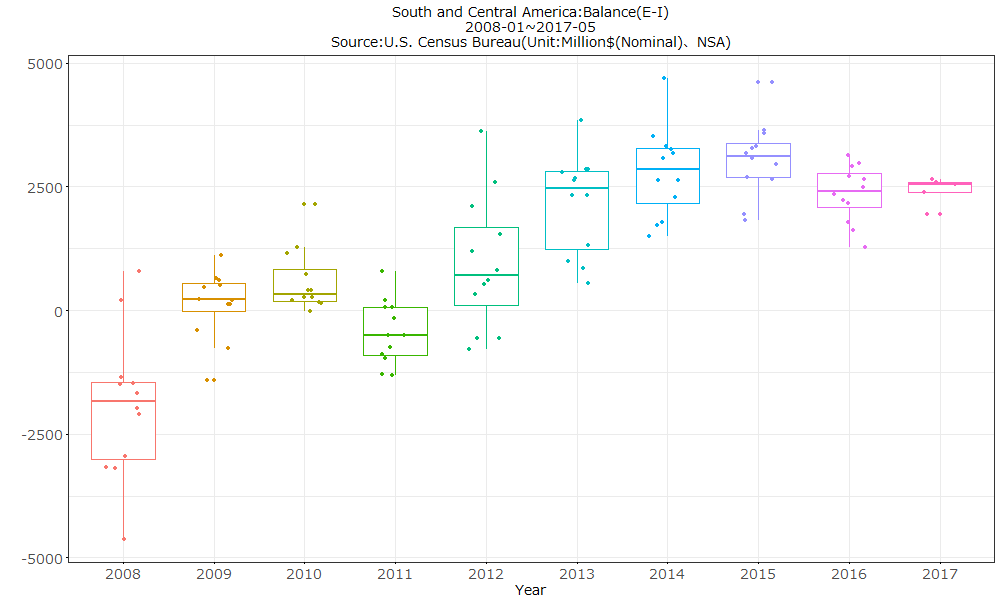 South and Central America:Balance(E-I)
2008-01~2017-05
Source:U.S. Census Bureau(Unit:Million$(Nominal)、NSA)
5000
2500
0
-2500
-5000
2008 2009 2010 2011 2012 2013 2014 2015 2016 2017
Year